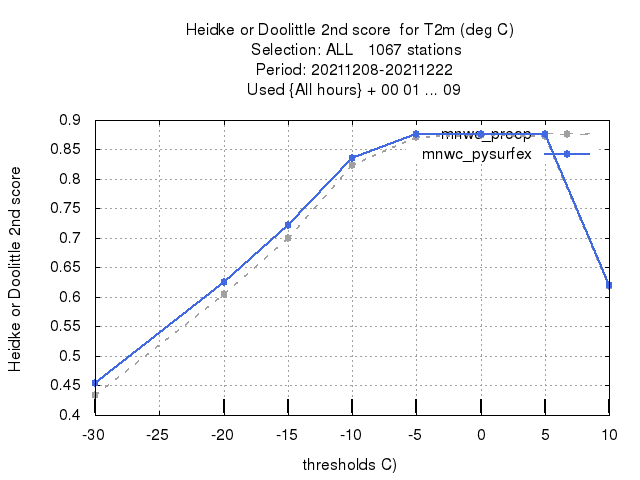 Heidke or Doolittle 2nd score  for T2m (deg C)
Selection: ALL   1067 stations
Period: 20211208-20211222
Used {All hours} + 00 01 ... 09
Heidke or Doolittle 2nd score
0.9
0.85
0.8
0.75
0.7
0.65
0.6
0.55
0.5
0.45
0.4
mnwc_preop
mnwc_pysurfex
-30 -25 -20 -15 -10 -5 0 5 10
thresholds C)